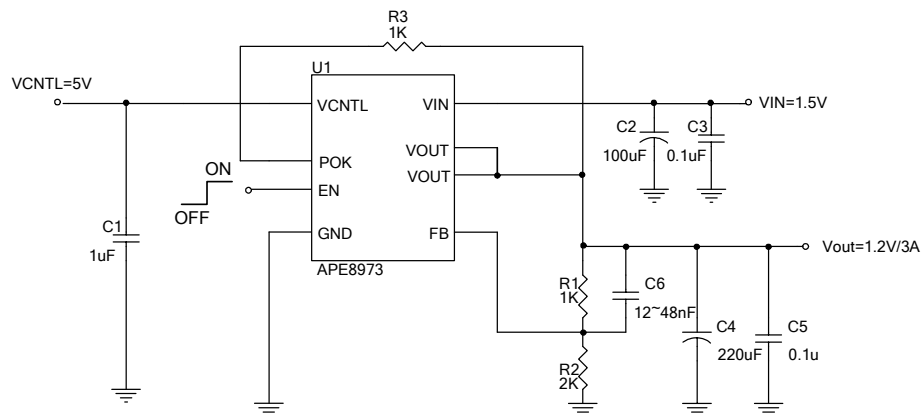 R3
1K
U1
VCNTL=5V
VCNTL
VIN
VIN=1.5V
C2
100uF
C3
0.1uF
VOUT
POK
VOUT
ON
OFF
EN
C1
1uF
GND
FB
Vout=1.2V/3A
APE8973
R1
1K
C6
12~48nF
C4
220uF
C5
0.1u
R2
2K